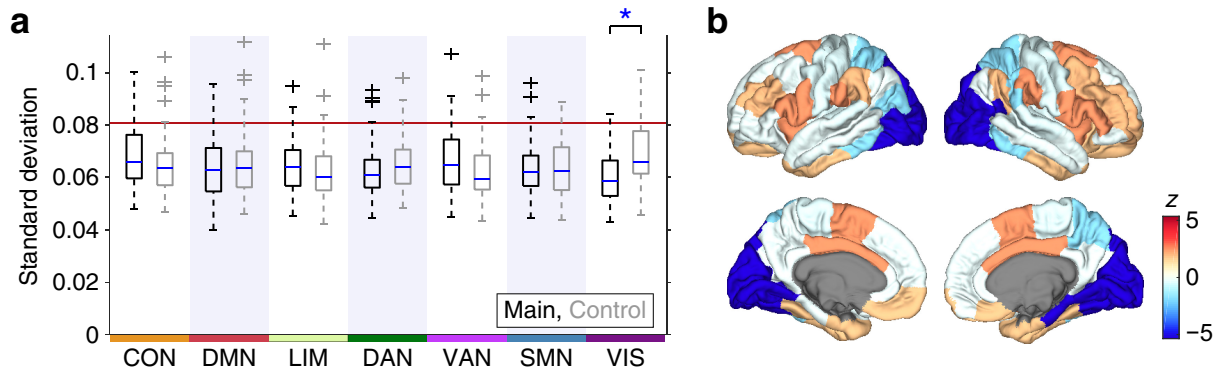 a
Standard deviation
0.1
0.08
0.06
0.04
0.02
0
*
Main, Control
CON DMN LIM DAN VAN SMN VIS
b
z
5
0
−5